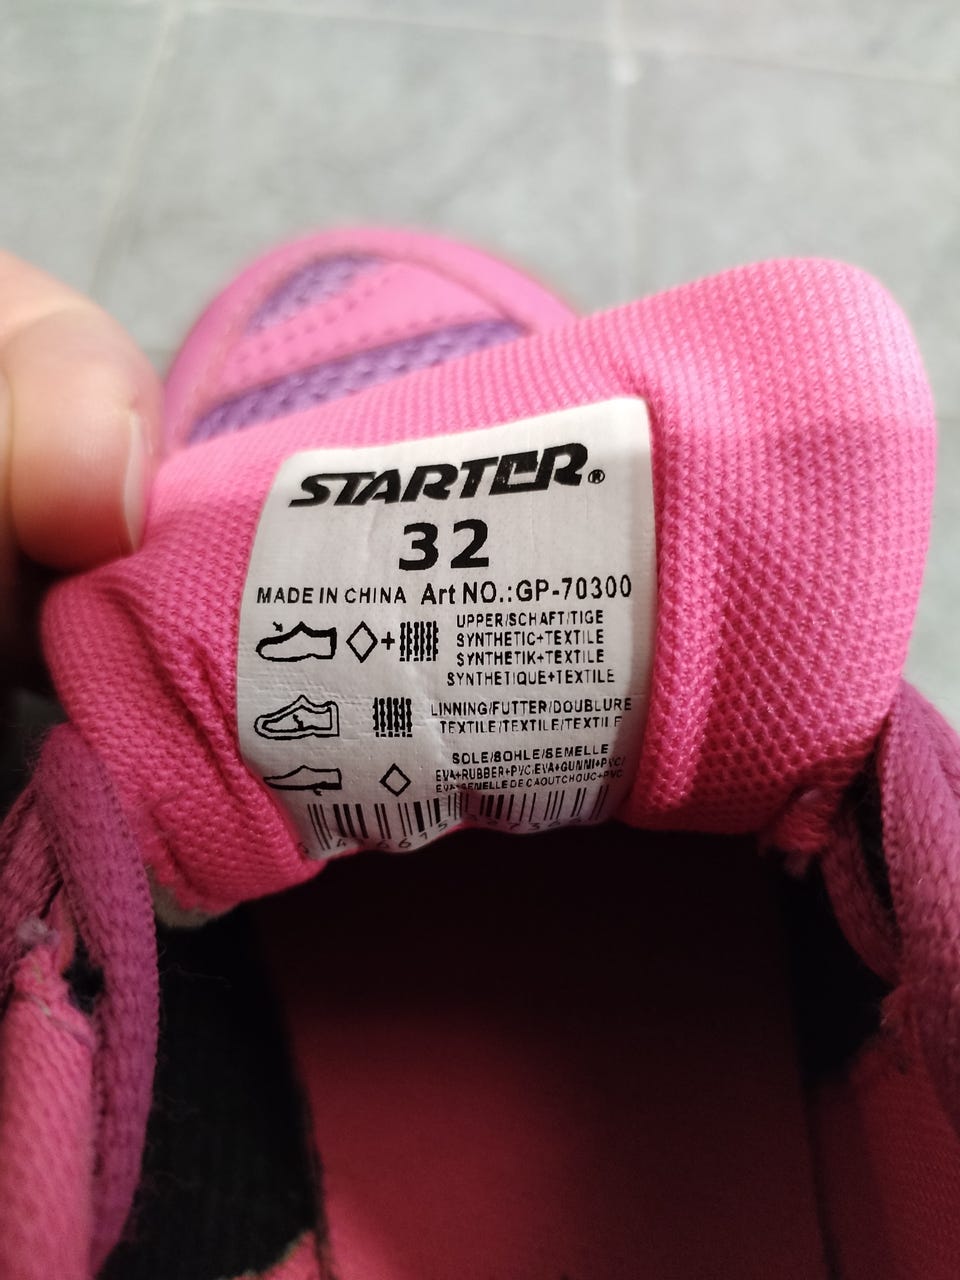 STARTER®
32
MADE IN CHINA Art NO.:GP-70300
UPPER/SCHAFT/TIGE
SYNTHETIC+TEXTILE
SYNTHETIK+TEXTILE
SYNTHETIQUE+TEXTILE
LINNING/FUTTER/DOUBLURE
TEXTILE/TEXTILE/TEXTILE
SOLE/SOHLE/SEMELLE
EVA+RUBBER+PVC/EVA+GUNNI+PVC/
EVA+SEMELLE DE CAOUTCHOUC+PVC